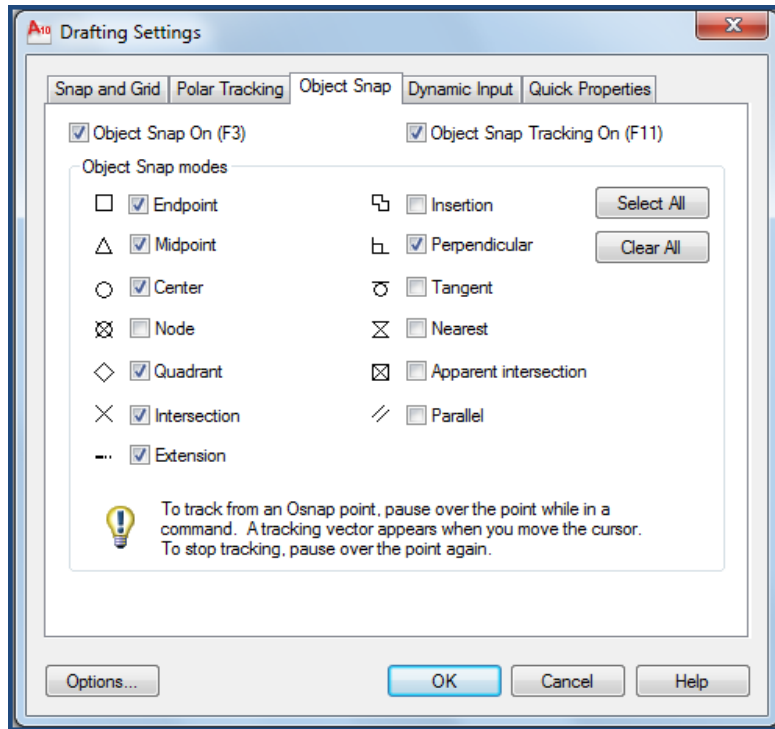 A10 Drafting Settings
X
Snap and Grid Polar Tracking Object Snap Dynamic Input Quick Properties
Object Snap On (F3) Object Snap Tracking On (F11)
Object Snap modes
Endpoint Insertion Select All
Midpoint Perpendicular Clear All
Center Tangent
Node Nearest
Quadrant Apparent intersection
Intersection Parallel
Extension
To track from an Osnap point, pause over the point while in a
command. A tracking vector appears when you move the cursor.
To stop tracking, pause over the point again.
Options... OK Cancel Help